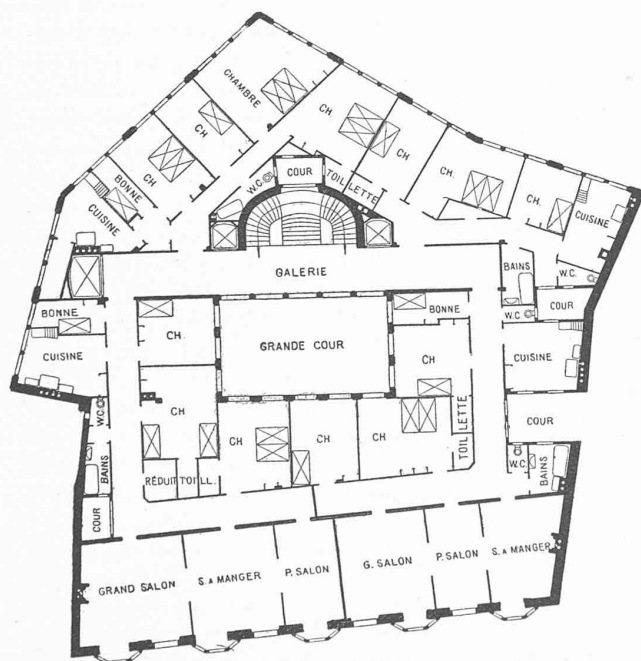 CHAMBRE
CH.
CH.
CH.
BONNE
CUISINE
W.C.
COUR
TOILLETTE
CH
CH.
CH.
CUISINE
W.C.
BAINS
W.C.
COUR
GALERIE
BONNE
CUISINE
CH.
GRANDE COUR
BONNE
CH
TOILLETTE
CUISINE
COUR
W.C.
BAINS
W.C.
BAINS
COUR
CH
RÉDUIT TOILL.
CH
CH
CH
GRAND SALON
S. A MANGER
P. SALON
G. SALON
P. SALON
S. A MANGER